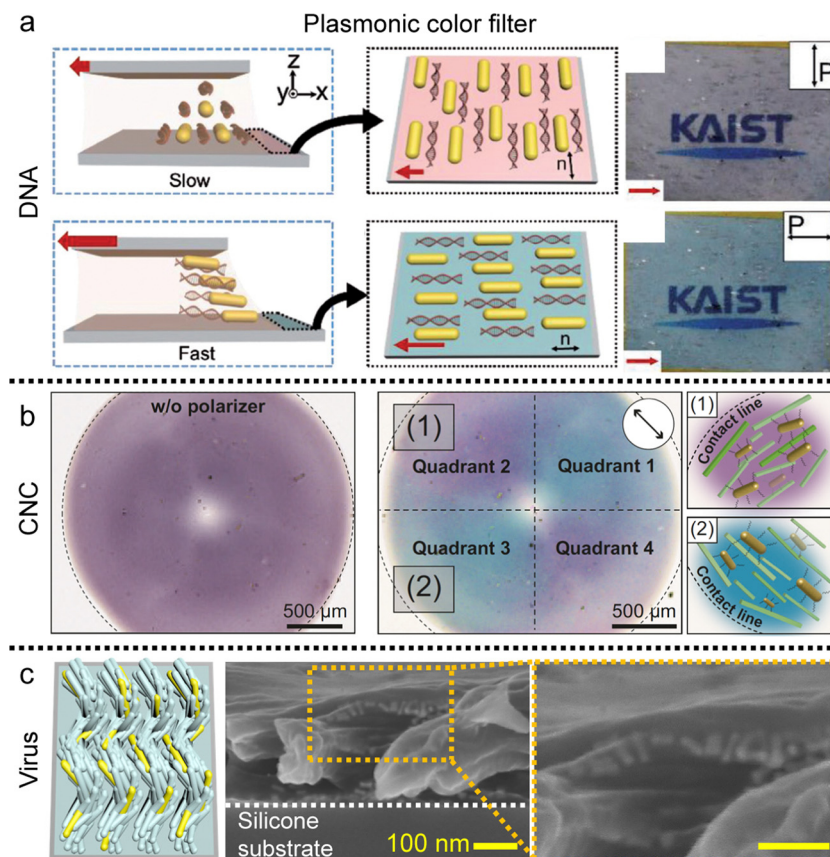 a
Plasmonic color filter
DNA
z
y
x
Slow
n
P
KAIST
Fast
n
P
KAIST
CNC
b
w/o polarizer
500 µm
(1)
Quadrant 2
Quadrant 1
Quadrant 3
Quadrant 4
(2)
500 µm
(1)
Contact line
(2)
Contact line
Virus
c
Silicone
substrate
100 nm